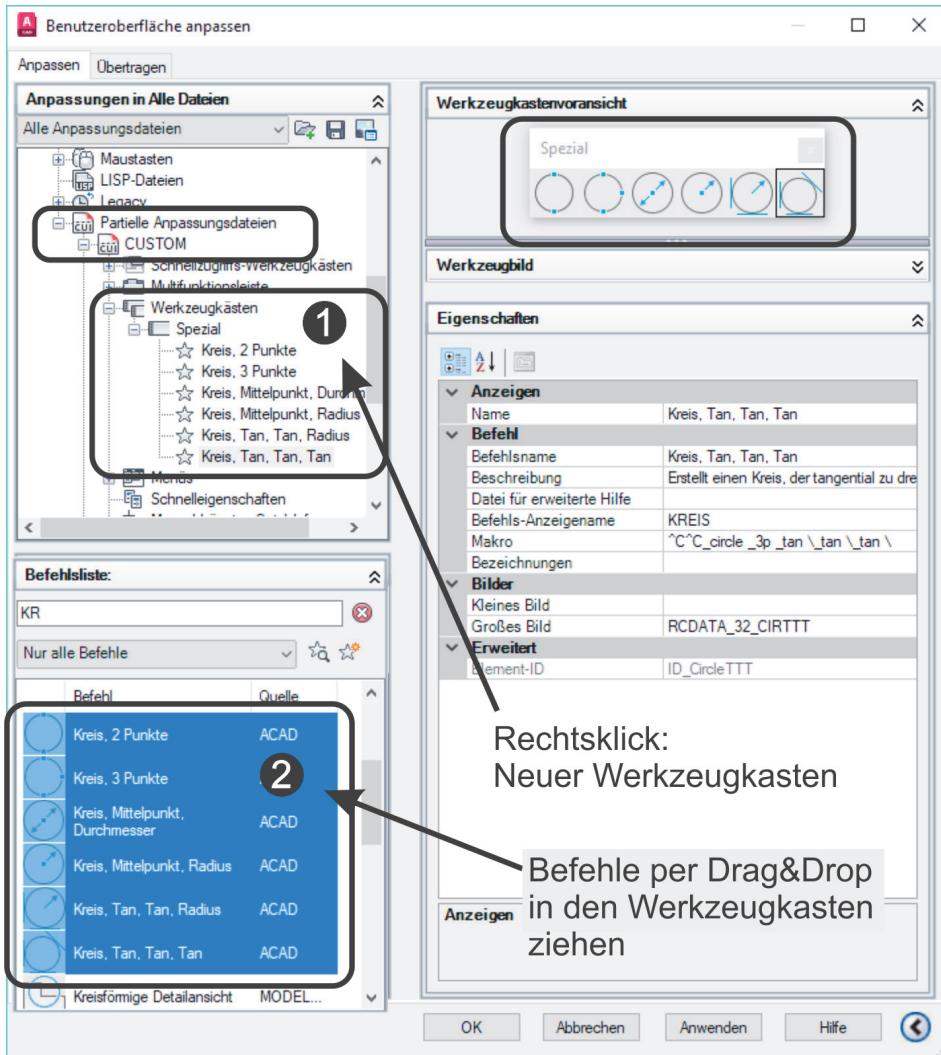 Benutzeroberfläche anpassen
Anpassen Übertragen
Anpassungen in Alle Dateien
Alle Anpassungsdateien
Maustasten
LISP-Dateien
Legacy
Partielle Anpassungsdateien
CUSTOM
Schnellzugriffs-Werkzeugkästen
Multifunktionsleiste
Werkzeugkästen
Spezial
Kreis, 2 Punkte
Kreis, 3 Punkte
Kreis, Mittelpunkt, Durchm
Kreis, Mittelpunkt, Radius
Kreis, Tan, Tan, Radius
Kreis, Tan, Tan, Tan
Menüs
Schnelleigenschaften
1
Befehlsliste:
KR
Nur alle Befehle
Befehl Quelle
Kreis, 2 Punkte ACAD
Kreis, 3 Punkte
Kreis, Mittelpunkt,
Durchmesser ACAD
Kreis, Mittelpunkt, Radius ACAD
Kreis, Tan, Tan, Radius ACAD
Kreis, Tan, Tan, Tan ACAD
Kreisförmige Detailansicht MODEL...
2
Werkzeugkastenvoransicht
Spezial
Werkzeugbild
Eigenschaften
Anzeigen
Name Kreis, Tan, Tan, Tan
Befehl
Befehlsname Kreis, Tan, Tan, Tan
Beschreibung Erstellt einen Kreis, der tangential zu dre
Datei für erweiterte Hilfe
Befehls-Anzeigename KREIS
Makro ^C^C_circle _3p _tan \_tan \_tan \
Bezeichnungen
Bilder
Kleines Bild
Großes Bild RCDATA_32_CIRTTT
Erweitert
Element-ID ID_CircleTTT
Rechtsklick:
Neuer Werkzeugkasten
Befehle per Drag&Drop
in den Werkzeugkasten
ziehen
Anzeigen
OK Abbrechen Anwenden Hilfe